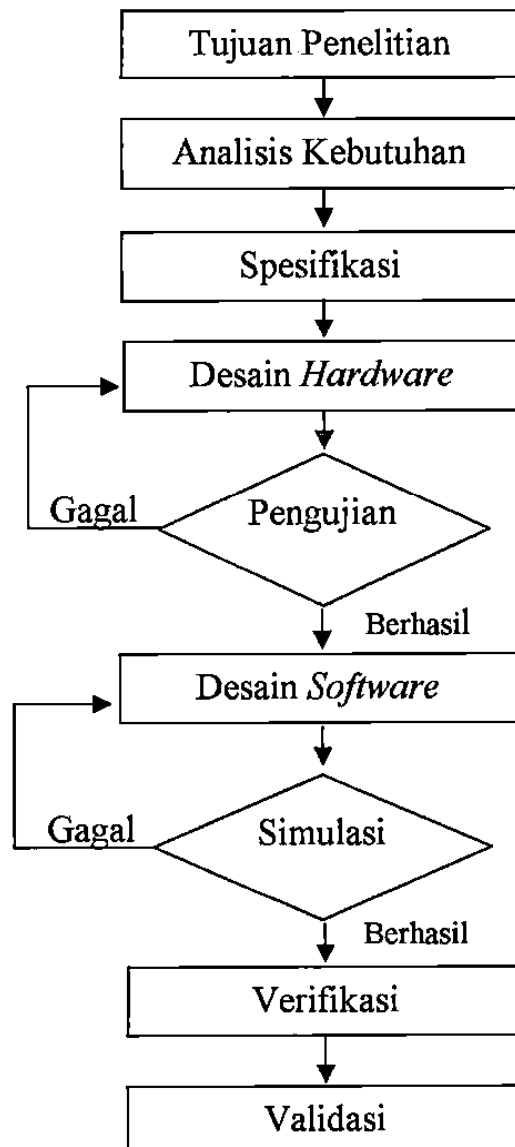 Tujuan Penelitian
Analisis Kebutuhan
Spesifikasi
Desain Hardware
Pengujian
Gagal
Berhasil
Desain Software
Simulasi
Gagal
Berhasil
Verifikasi
Validasi